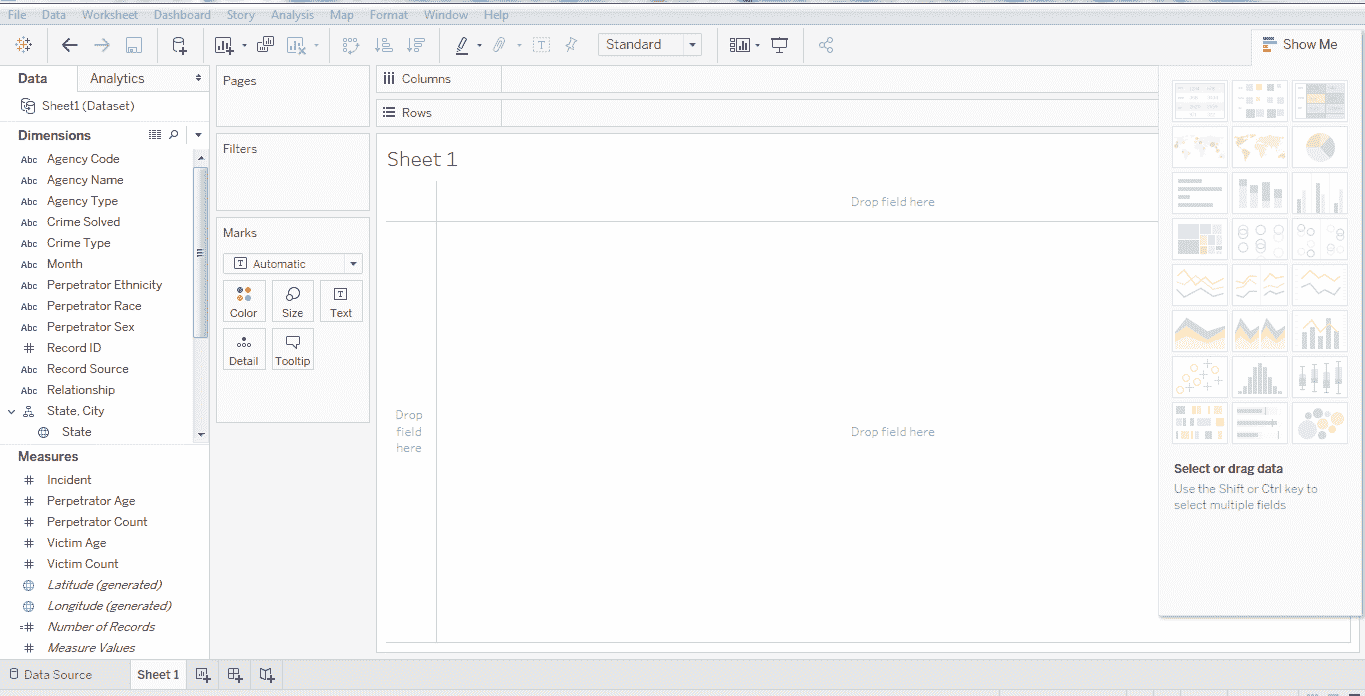 File Data Worksheet Dashboard Story Analysis Map Format Window Help
Standard
Show Me
Data Analytics
Sheet1 (Dataset)
Dimensions
Abc Agency Code
Abc Agency Name
Abc Agency Type
Abc Crime Solved
Abc Crime Type
Abc Month
Abc Perpetrator Ethnicity
Abc Perpetrator Race
Abc Perpetrator Sex
# Record ID
Abc Record Source
Abc Relationship
State, City
State
Measures
# Incident
# Perpetrator Age
# Perpetrator Count
# Victim Age
# Victim Count
Latitude (generated)
Longitude (generated)
=# Number of Records
# Measure Values
Pages
Filters
Marks
T Automatic
Color Size Text
Detail Tooltip
Columns
Rows
Sheet 1
Drop field here
Drop
field
here
Drop field here
Select or drag data
Use the Shift or Ctrl key to
select multiple fields
Data Source Sheet 1